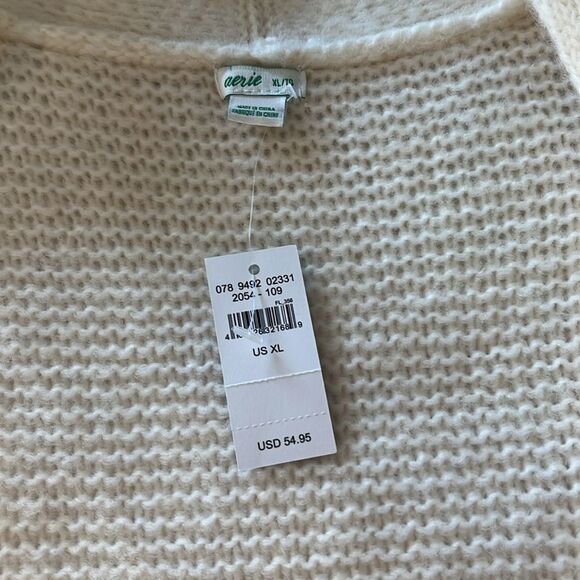 aerie XL/TG
MADE IN CHINA
FABRIQUÉ EN CHINE
078 9492 02331
2054 - 109
FL_356
US XL
USD 54.95